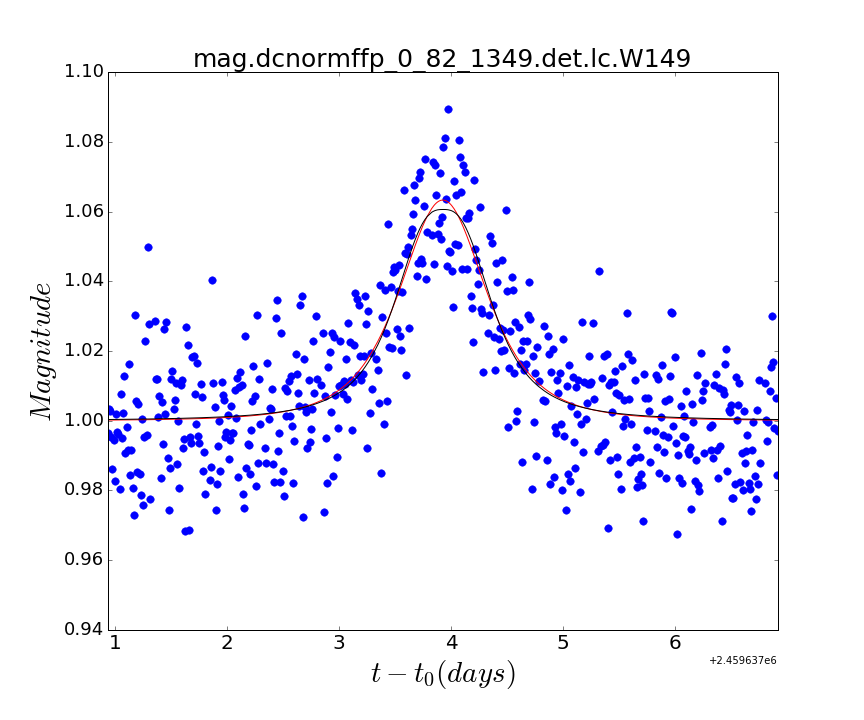 mag.dcnormffp_0_82_1349.det.lc.W149
1.10
1.08
1.06
1.04
1.02
1.00
0.98
0.96
0.94
Magnitude
1 2 3 4 5 6
+2.459637e6
t − t₀(days)